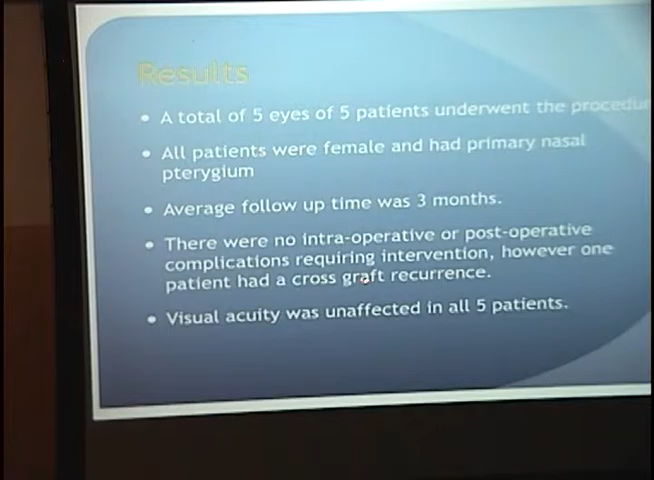 Results
• A total of 5 eyes of 5 patients underwent the procedur
• All patients were female and had primary nasal
pterygium
• Average follow up time was 3 months.
• There were no intra-operative or post-operative
complications requiring intervention, however one
patient had a cross graft recurrence.
• Visual acuity was unaffected in all 5 patients.